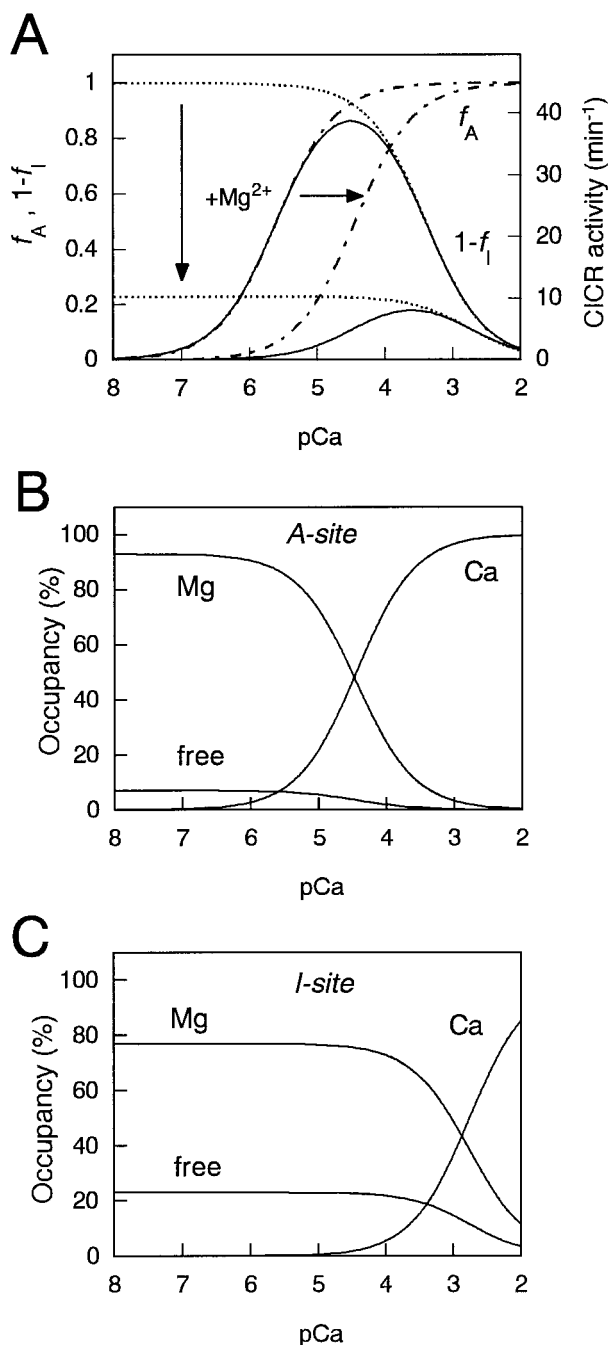 A
f_A, 1-f_I
1
0.8
0.6
0.4
0.2
0
+Mg²⁺
f_A
1-f_I
40
30
20
10
0
CICR activity (min⁻¹)
8 7 6 5 4 3 2
pCa
B
Occupancy (%)
100
80
60
40
20
0
A-site
Mg
Ca
free
8 7 6 5 4 3 2
pCa
C
Occupancy (%)
100
80
60
40
20
0
I-site
Mg
Ca
free
8 7 6 5 4 3 2
pCa